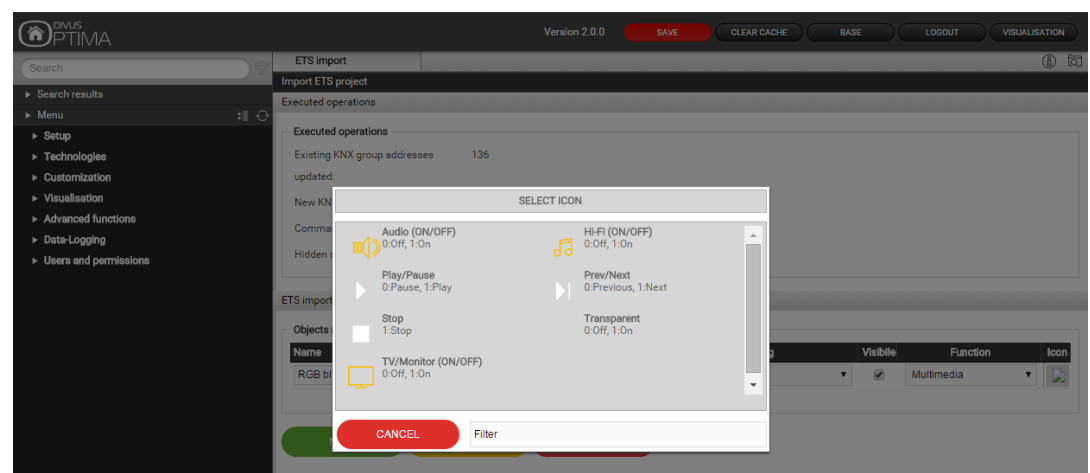 DIVUS
OPTIMA
Version 2.0.0
SAVE
CLEAR CACHE
BASE
LOGOUT
VISUALISATION
Search
Search results
Menu
Setup
Technologies
Customization
Visualisation
Advanced functions
Data-Logging
Users and permissions
ETS import
Import ETS project
Executed operations
Executed operations
Existing KNX group addresses 136
updated:
New KN
Comma
Hidden
SELECT ICON
Audio (ON/OFF)
0:Off, 1:On
Hi-Fi (ON/OFF)
0:Off, 1:On
Play/Pause
0:Pause, 1:Play
Prev/Next
0:Previous, 1:Next
Stop
1:Stop
Transparent
0:Off, 1:On
TV/Monitor (ON/OFF)
0:Off, 1:On
CANCEL
Filter
ETS import
Objects
Name Visible Function Icon
RGB bl Multimedia